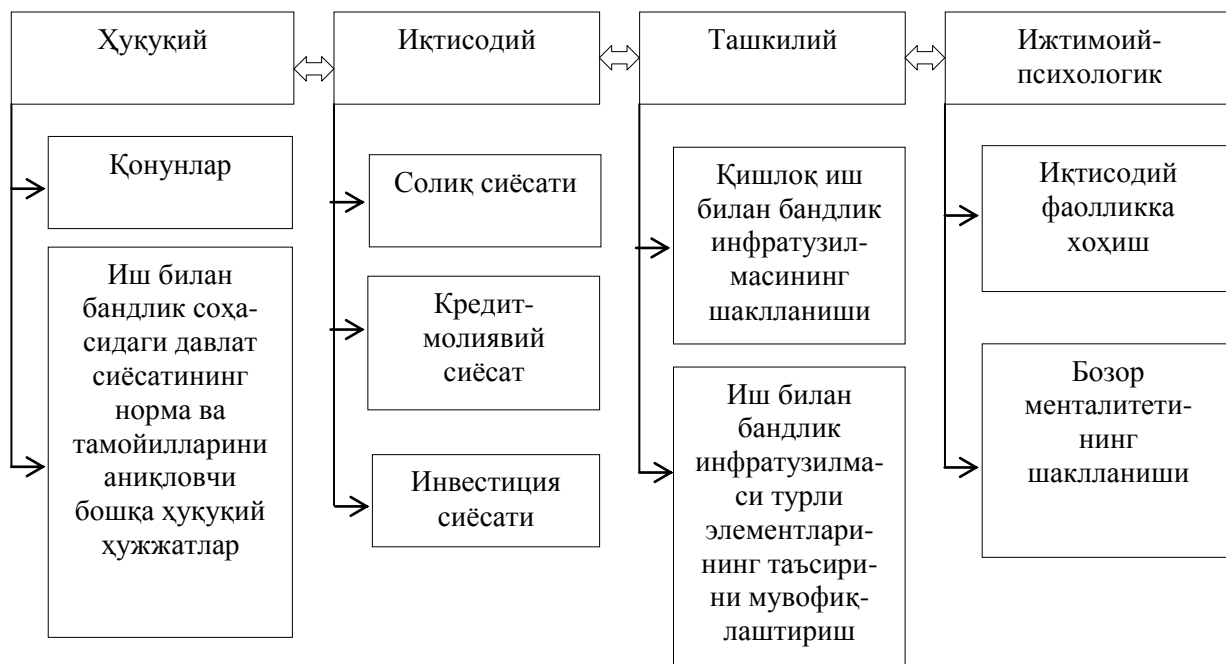 Ҳуқуқий
Қонунлар
Иш билан
бандлик соҳа-
сидаги давлат
сиёсатининг
норма ва
тамойилларини
аниқловчи
бошқа ҳуқуқий
ҳужжатлар
Иқтисодий
Солиқ сиёсати
Кредит-
молиявий
сиёсат
Инвестиция
сиёсати
Ташкилий
Қишлоқ иш
билан бандлик
инфратузил-
масининг
шаклланиши
Иш билан
бандлик
инфратузилма-
си турли
элементлари-
нинг таъсири-
ни мувофиқ-
лаштириш
Ижтимоий-
психологик
Иқтисодий
фаолликка
хоҳиш
Бозор
менталитети-
нинг
шаклланиши